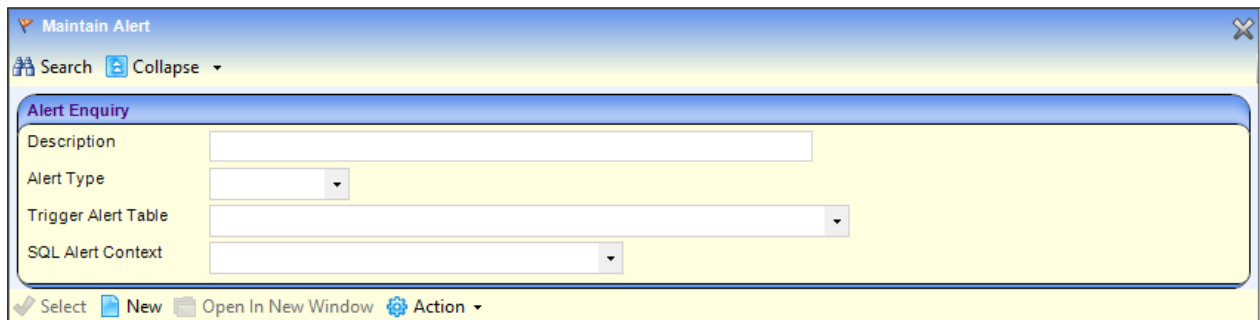 Maintain Alert
Search Collapse
Alert Enquiry
Description
Alert Type
Trigger Alert Table
SQL Alert Context
Select New Open In New Window Action